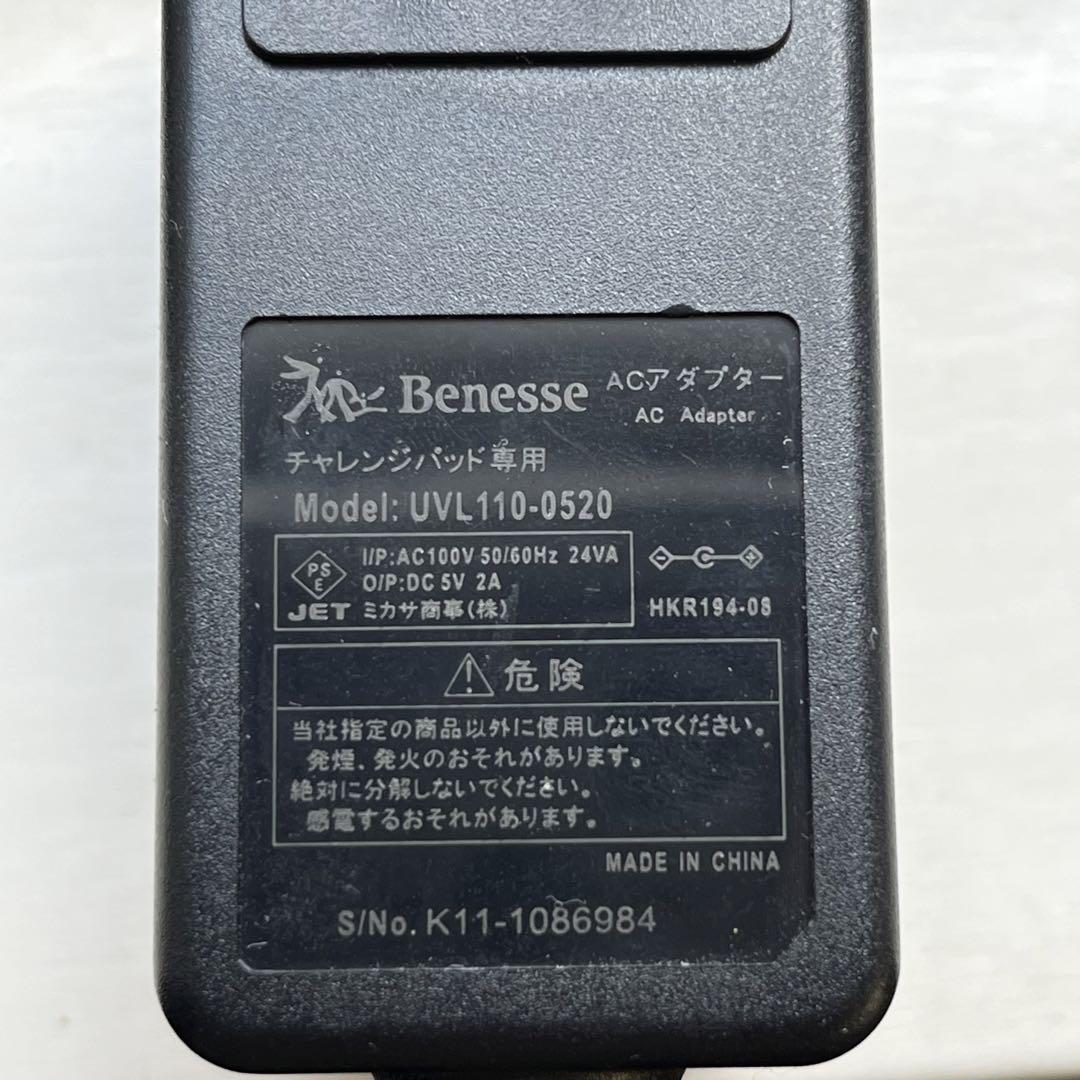 Benesse ACアダプター
AC Adapter
チャレンジパッド専用
Model: UVL110-0520
PS
E
I/P:AC100V 50/60Hz 24VA
O/P:DC 5V 2A
JET ミカサ商事(株)
HKR194-08
危険
当社指定の商品以外に使用しないでください。
発煙、発火のおそれがあります。
絶対に分解しないでください。
感電するおそれがあります。
MADE IN CHINA
S/No. K11-1086984